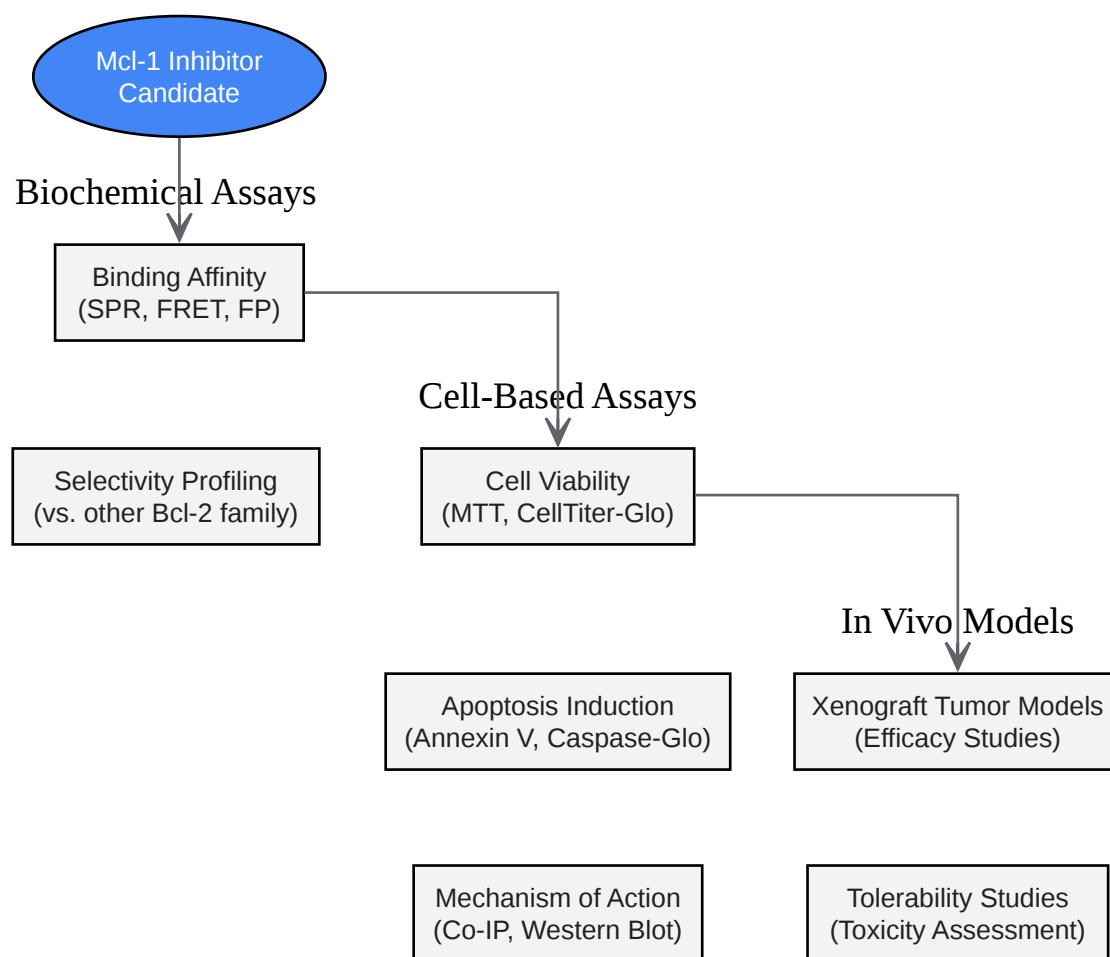 Mcl-1 Inhibitor
Candidate
Biochemical Assays
Binding Affinity
(SPR, FRET, FP)
Cell-Based Assays
Selectivity Profiling
(vs. other Bcl-2 family)
Cell Viability
(MTT, CellTiter-Glo)
In Vivo Models
Apoptosis Induction
(Annexin V, Caspase-Glo)
Xenograft Tumor Models
(Efficacy Studies)
Mechanism of Action
(Co-IP, Western Blot)
Tolerability Studies
(Toxicity Assessment)